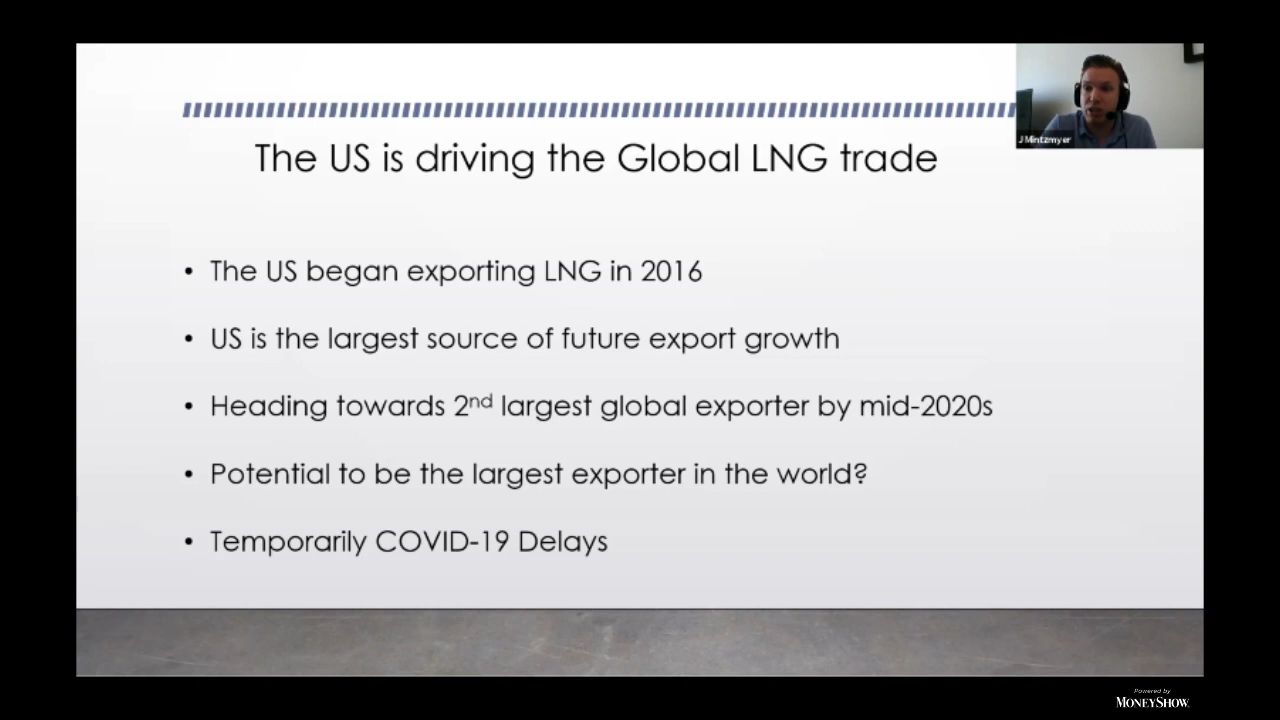 J Mintzmyer
The US is driving the Global LNG trade
• The US began exporting LNG in 2016
• US is the largest source of future export growth
• Heading towards 2nd largest global exporter by mid-2020s
• Potential to be the largest exporter in the world?
• Temporarily COVID-19 Delays
Powered by
MONEYSHOW